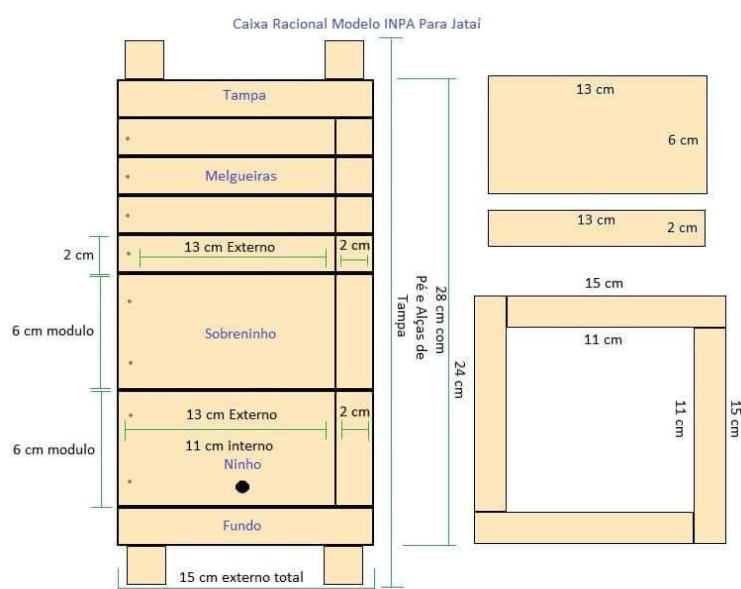 Caixa Racional Modelo INPA Para Jataí
Tampa
Melgueiras
13 cm Externo
2 cm
2 cm
Sobreninho
6 cm modulo
13 cm Externo
2 cm
11 cm interno
6 cm modulo
Ninho
Fundo
15 cm externo total
28 cm com
Pé e Alças de
Tampa
24 cm
13 cm
6 cm
13 cm
2 cm
15 cm
11 cm
11 cm
15 cm